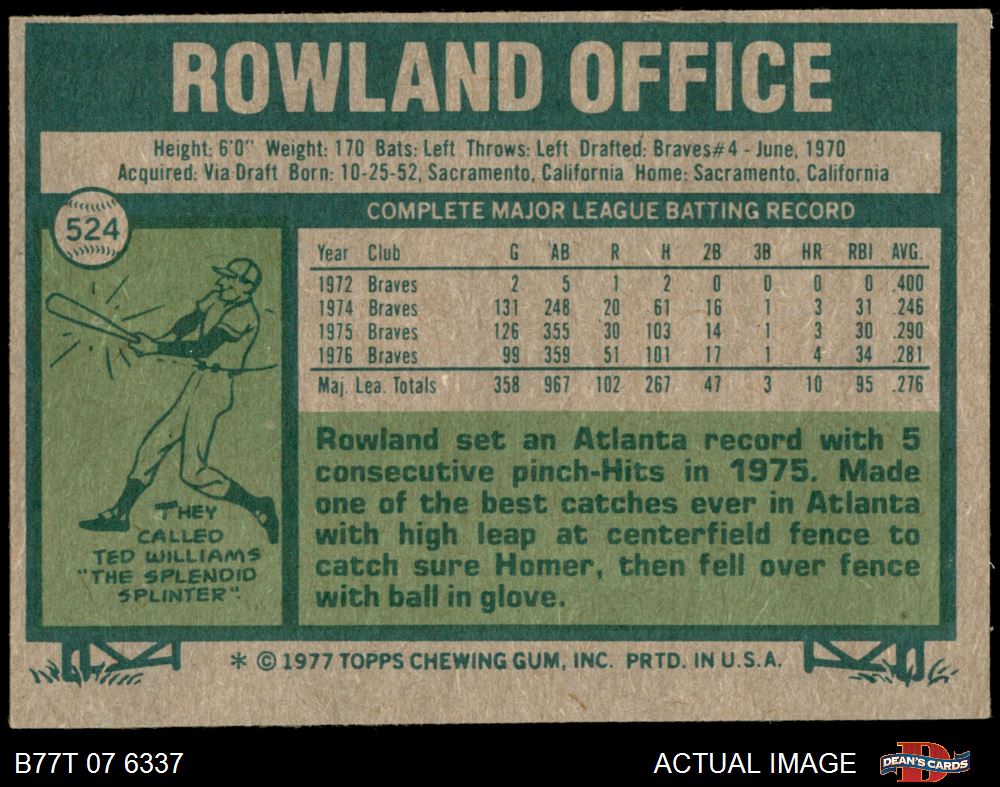 ROWLAND OFFICE
Height: 6'0" Weight: 170 Bats: Left Throws: Left Drafted: Braves#4 - June, 1970
Acquired: Via Draft Born: 10-25-52, Sacramento, California Home: Sacramento, California
524
COMPLETE MAJOR LEAGUE BATTING RECORD
Year Club G AB R H 2B 3B HR RBI AVG.
1972 Braves 2 5 1 2 0 0 0 0 .400
1974 Braves 131 248 20 61 16 1 3 31 .246
1975 Braves 126 355 30 103 14 1 3 30 .290
1976 Braves 99 359 51 101 17 1 4 34 .281
Maj. Lea. Totals 358 967 102 267 47 3 10 95 .276
THEY
CALLED
TED WILLIAMS
"THE SPLENDID
SPLINTER".
Rowland set an Atlanta record with 5
consecutive pinch-Hits in 1975. Made
one of the best catches ever in Atlanta
with high leap at centerfield fence to
catch sure Homer, then fell over fence
with ball in glove.
* © 1977 TOPPS CHEWING GUM, INC. PRTD. IN U.S.A.
B77T 07 6337
ACTUAL IMAGE
DEAN'S CARDS